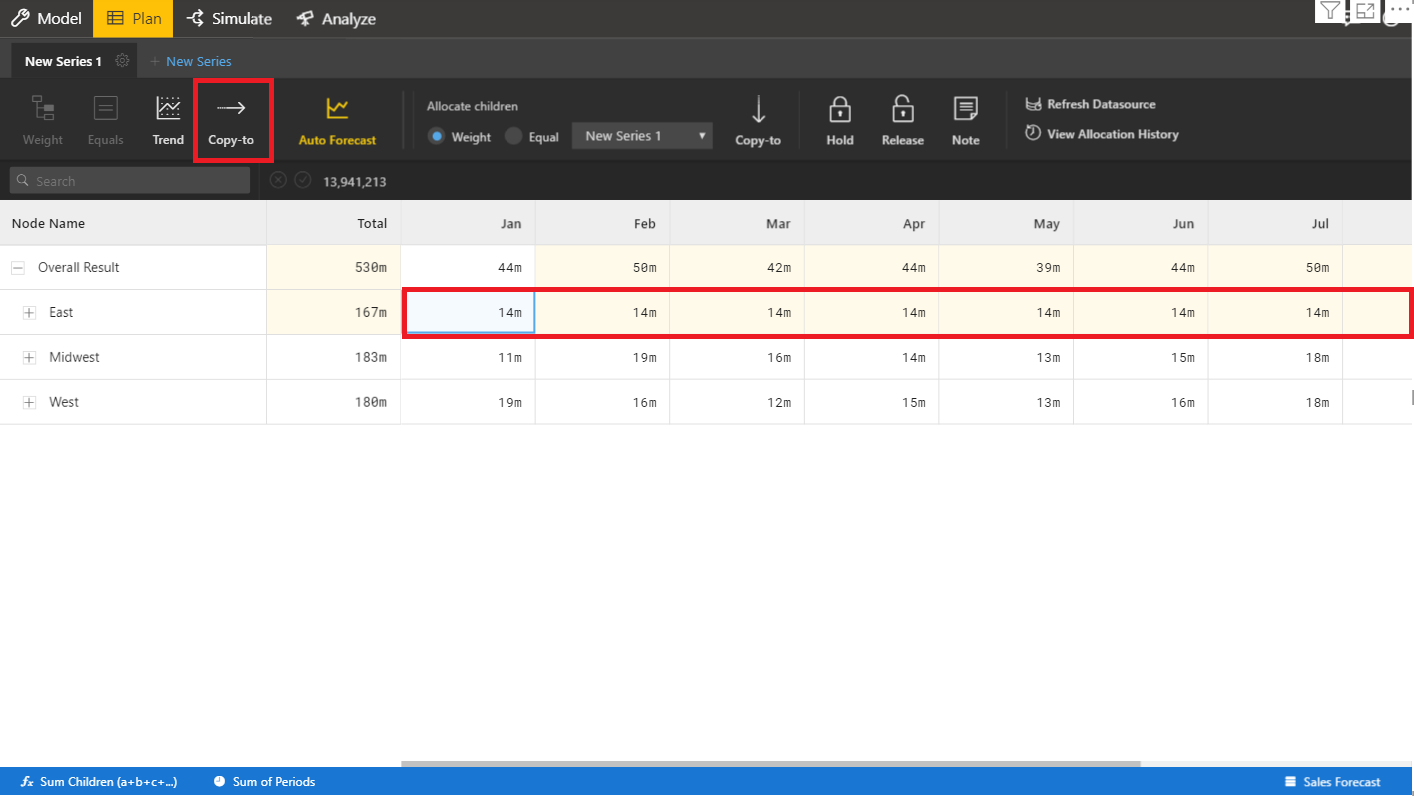 Model Plan Simulate Analyze
New Series 1 + New Series
Allocate children
Weight Equals Trend Copy-to Auto Forecast
Weight Equal New Series 1 Copy-to Hold Release Note
Refresh Datasource
View Allocation History
Search 13,941,213
Node Name Total Jan Feb Mar Apr May Jun Jul
Overall Result 530m 44m 50m 42m 44m 39m 44m 50m
East 167m 14m 14m 14m 14m 14m 14m 14m
Midwest 183m 11m 19m 16m 14m 13m 15m 18m
West 180m 19m 16m 12m 15m 13m 16m 18m
fx Sum Children (a+b+c+...) Sum of Periods Sales Forecast